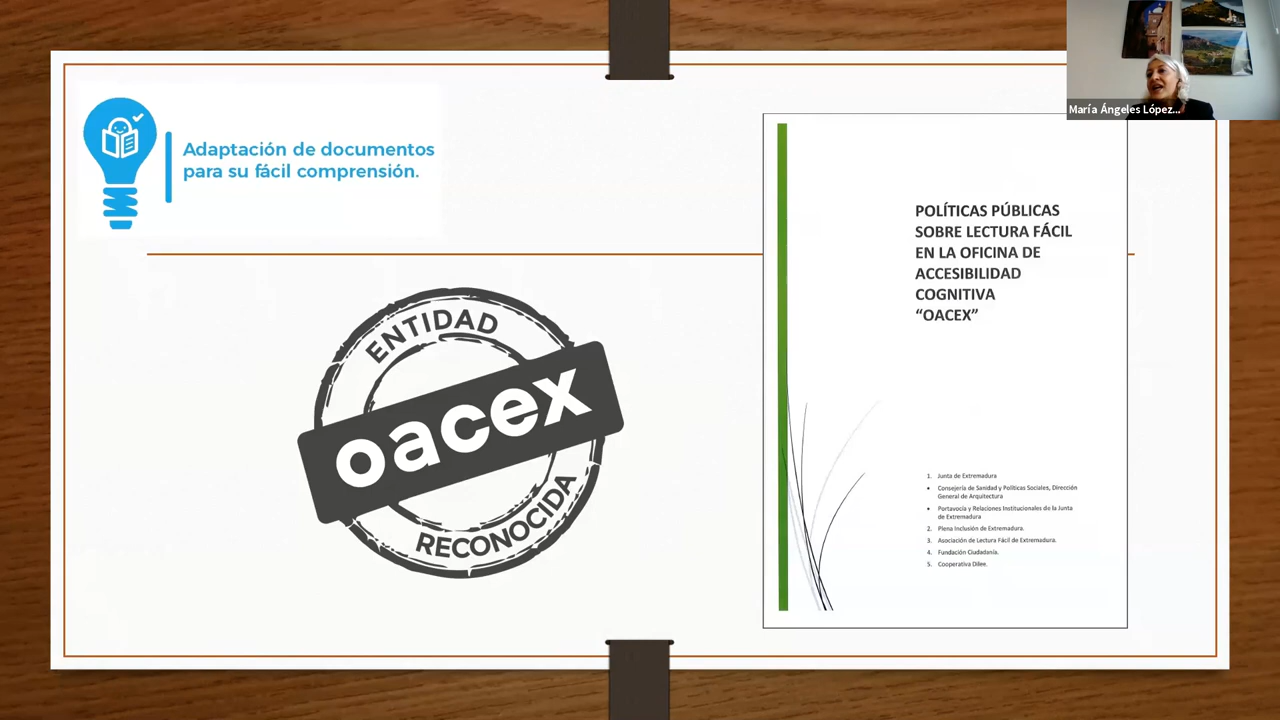 María Ángeles López...
Adaptación de documentos
para su fácil comprensión.
ENTIDAD
oacex
RECONOCIDA
POLÍTICAS PÚBLICAS
SOBRE LECTURA FÁCIL
EN LA OFICINA DE
ACCESIBILIDAD
COGNITIVA
“OACEX”
1. Junta de Extremadura
• Consejería de Sanidad y Políticas Sociales, Dirección
General de Arquitectura
• Portavocía y Relaciones Institucionales de la Junta
de Extremadura
2. Plena Inclusión de Extremadura.
3. Asociación de Lectura Fácil de Extremadura.
4. Fundación Ciudadanía.
5. Cooperativa Dilee.